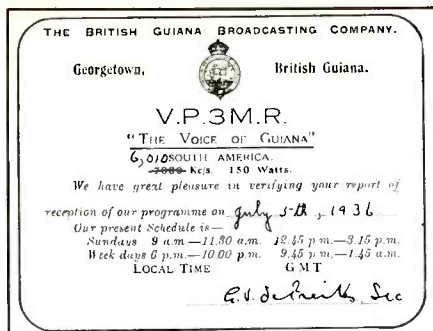 THE BRITISH GUIANA BROADCASTING COMPANY.
Georgetown, British Guiana.
V.P.3M.R.
"THE VOICE OF GUIANA"
6,010 SOUTH AMERICA.
7080 Kc/s. 150 Watts.
We have great pleasure in verifying your report of
reception of our programme on July 5th, 1936
Our present Schedule is—
Sundays 9 a.m.—11.30 a.m. 12.45 p.m.—3.15 p.m.
Week days 6 p.m.—10.00 p.m. 9.45 p.m.—1.45 a.m.
LOCAL TIME GMT
G.V. deFreitas, Sec